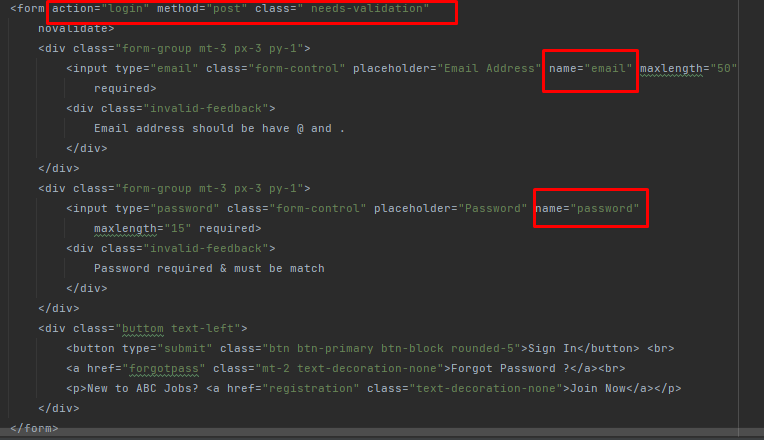 <form action="login" method="post" class=" needs-validation"
novalidate>
<div class="form-group mt-3 px-3 py-1">
<input type="email" class="form-control" placeholder="Email Address" name="email" maxlength="50"
required>
<div class="invalid-feedback">
Email address should be have @ and .
</div>
</div>
<div class="form-group mt-3 px-3 py-1">
<input type="password" class="form-control" placeholder="Password" name="password"
maxlength="15" required>
<div class="invalid-feedback">
Password required & must be match
</div>
</div>
<div class="buttom text-left">
<button type="submit" class="btn btn-primary btn-block rounded-5">Sign In</button> <br>
<a href="forgotpass" class="mt-2 text-decoration-none">Forgot Password ?</a><br>
<p>New to ABC Jobs? <a href="registration" class="text-decoration-none">Join Now</a></p>
</div>
</form>